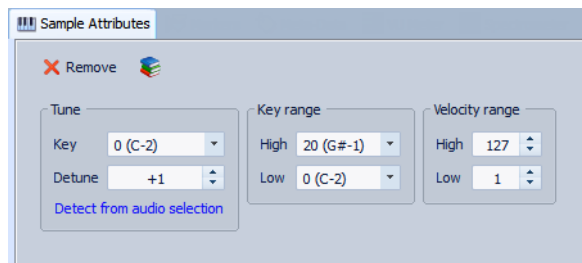 Sample Attributes
Remove
Tune
Key 0 (C-2)
Detune +1
Detect from audio selection
Key range
High 20 (G#-1)
Low 0 (C-2)
Velocity range
High 127
Low 1